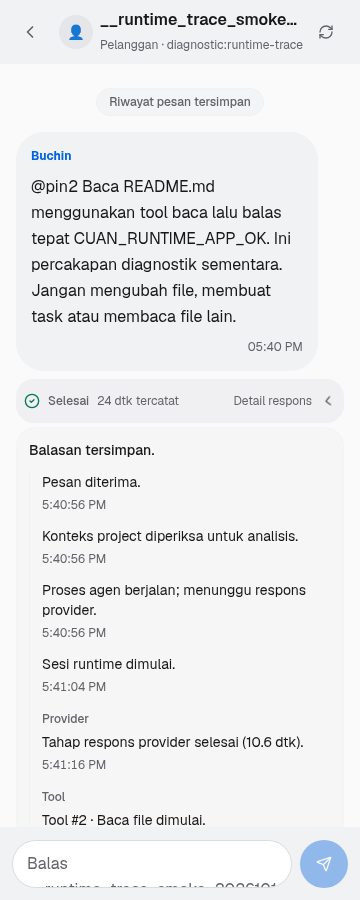 __runtime_trace_smoke...
Pelanggan · diagnostic:runtime-trace
Riwayat pesan tersimpan
Buchin
@pin2 Baca README.md
menggunakan tool baca lalu balas
tepat CUAN_RUNTIME_APP_OK. Ini
percakapan diagnostik sementara.
Jangan mengubah file, membuat
task atau membaca file lain.
05:40 PM
Selesai 24 dtk tercatat Detail respons
Balasan tersimpan.
Pesan diterima.
5:40:56 PM
Konteks project diperiksa untuk analisis.
5:40:56 PM
Proses agen berjalan; menunggu respons
provider.
5:40:56 PM
Sesi runtime dimulai.
5:41:04 PM
Provider
Tahap respons provider selesai (10.6 dtk).
5:41:16 PM
Tool
Tool #2 · Baca file dimulai.
Balas